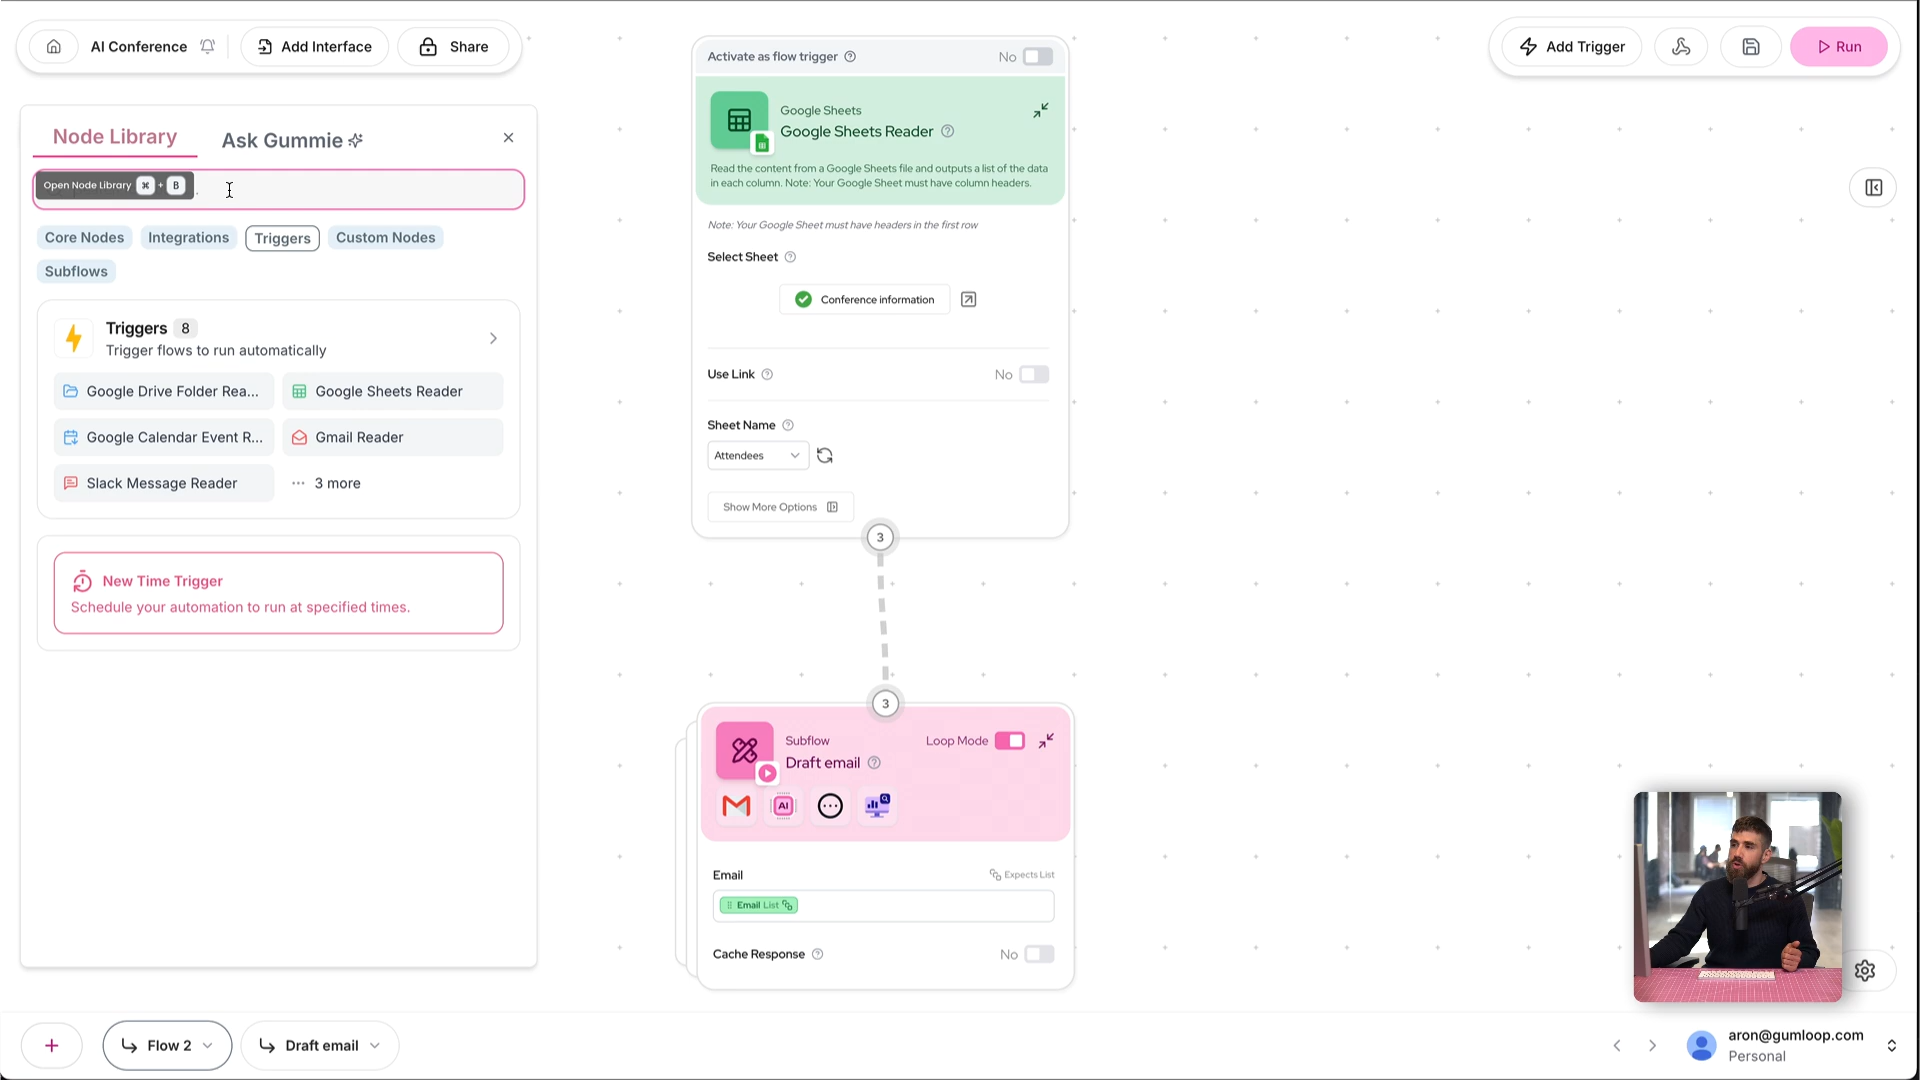 AI Conference
Add Interface
Share
Add Trigger
Run
Node Library
Ask Gummie
Open Node Library ⌘ + B
Core Nodes
Integrations
Triggers
Custom Nodes
Subflows
Triggers 8
Trigger flows to run automatically
Google Drive Folder Rea...
Google Sheets Reader
Google Calendar Event R...
Gmail Reader
Slack Message Reader
3 more
New Time Trigger
Schedule your automation to run at specified times.
Activate as flow trigger
No
Google Sheets
Google Sheets Reader
Read the content from a Google Sheets file and outputs a list of the data
in each column. Note: Your Google Sheet must have column headers.
Note: Your Google Sheet must have headers in the first row
Select Sheet
Conference information
Use Link
No
Sheet Name
Attendees
Show More Options
3
3
Subflow
Loop Mode
Draft email
AI
Email
Expects List
Email List
Cache Response
No
Flow 2
Draft email
aron@gumloop.com
Personal